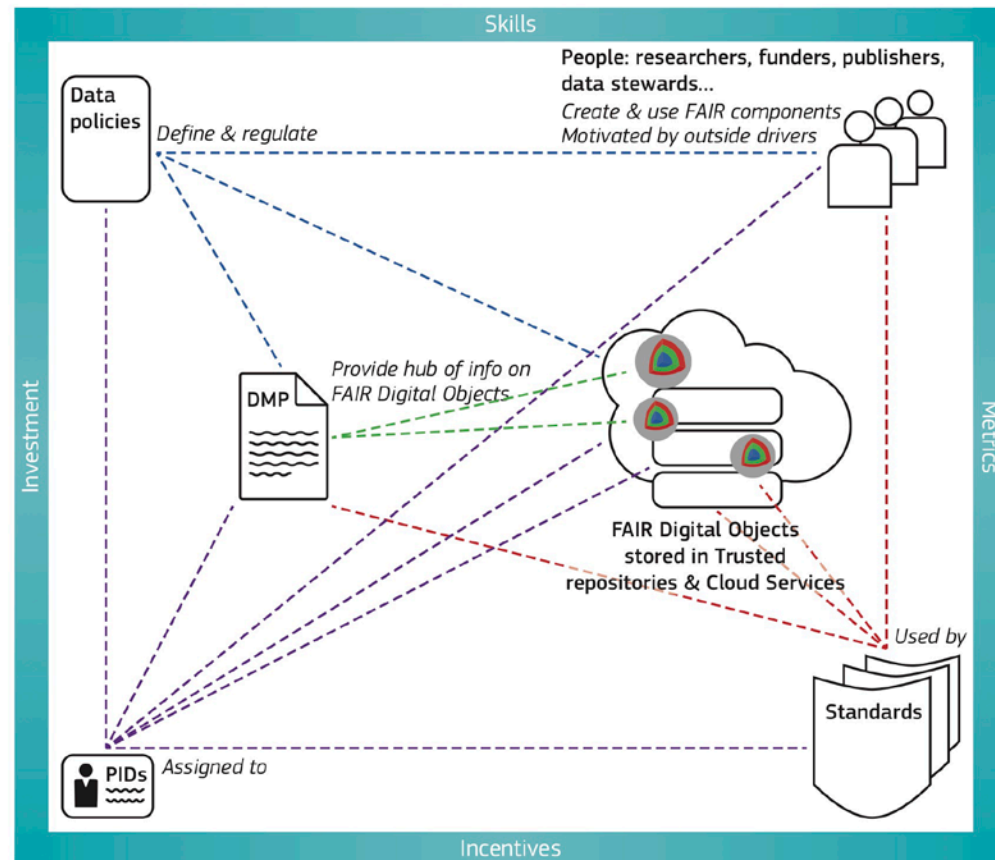 Skills
People: researchers, funders, publishers,
data stewards...
Create & use FAIR components
Motivated by outside drivers
Data
policies
Define & regulate
Investment
Metrics
Provide hub of info on
FAIR Digital Objects
DMP
FAIR Digital Objects
stored in Trusted
repositories & Cloud Services
Used by
Standards
PIDs
Assigned to
Incentives